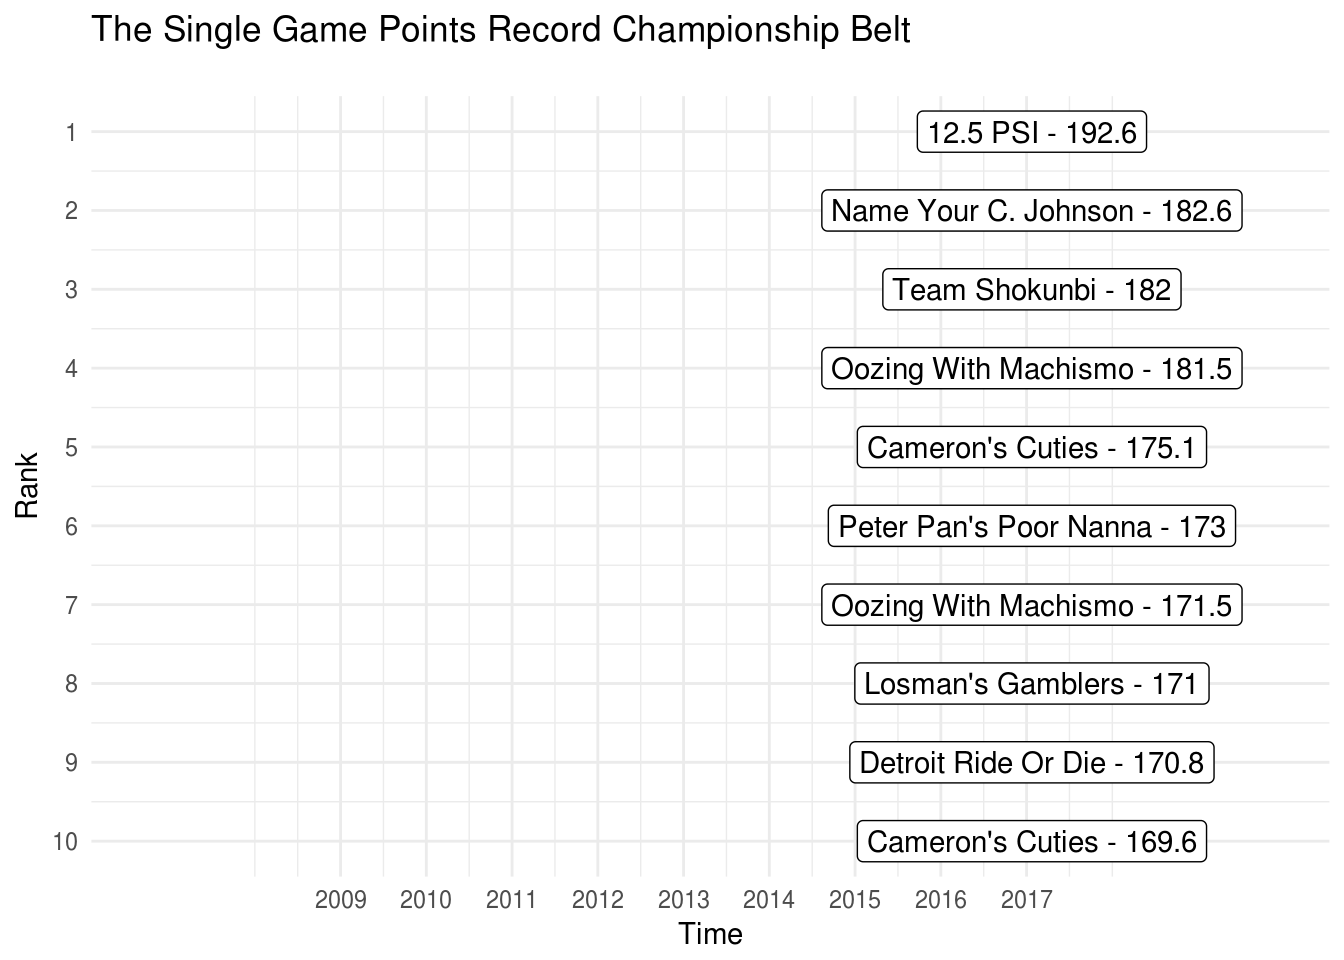 The Single Game Points Record Championship Belt
1
12.5 PSI - 192.6
2
Name Your C. Johnson - 182.6
3
Team Shokunbi - 182
4
Oozing With Machismo - 181.5
5
Cameron's Cuties - 175.1
Rank
6
Peter Pan's Poor Nanna - 173
7
Oozing With Machismo - 171.5
8
Losman's Gamblers - 171
9
Detroit Ride Or Die - 170.8
10
Cameron's Cuties - 169.6
2009 2010 2011 2012 2013 2014 2015 2016 2017
Time